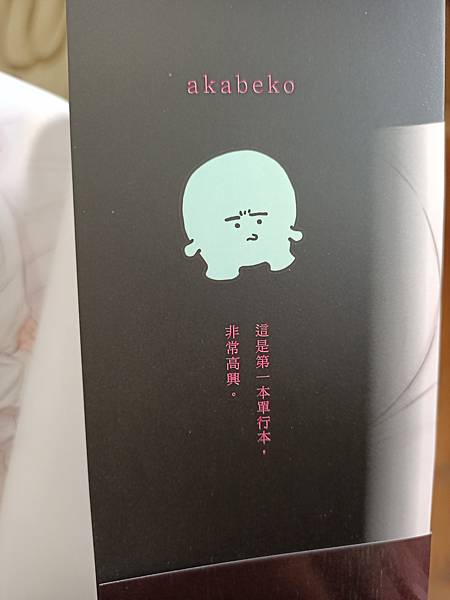 akabeko
這是第一本單行本，
非常高興。